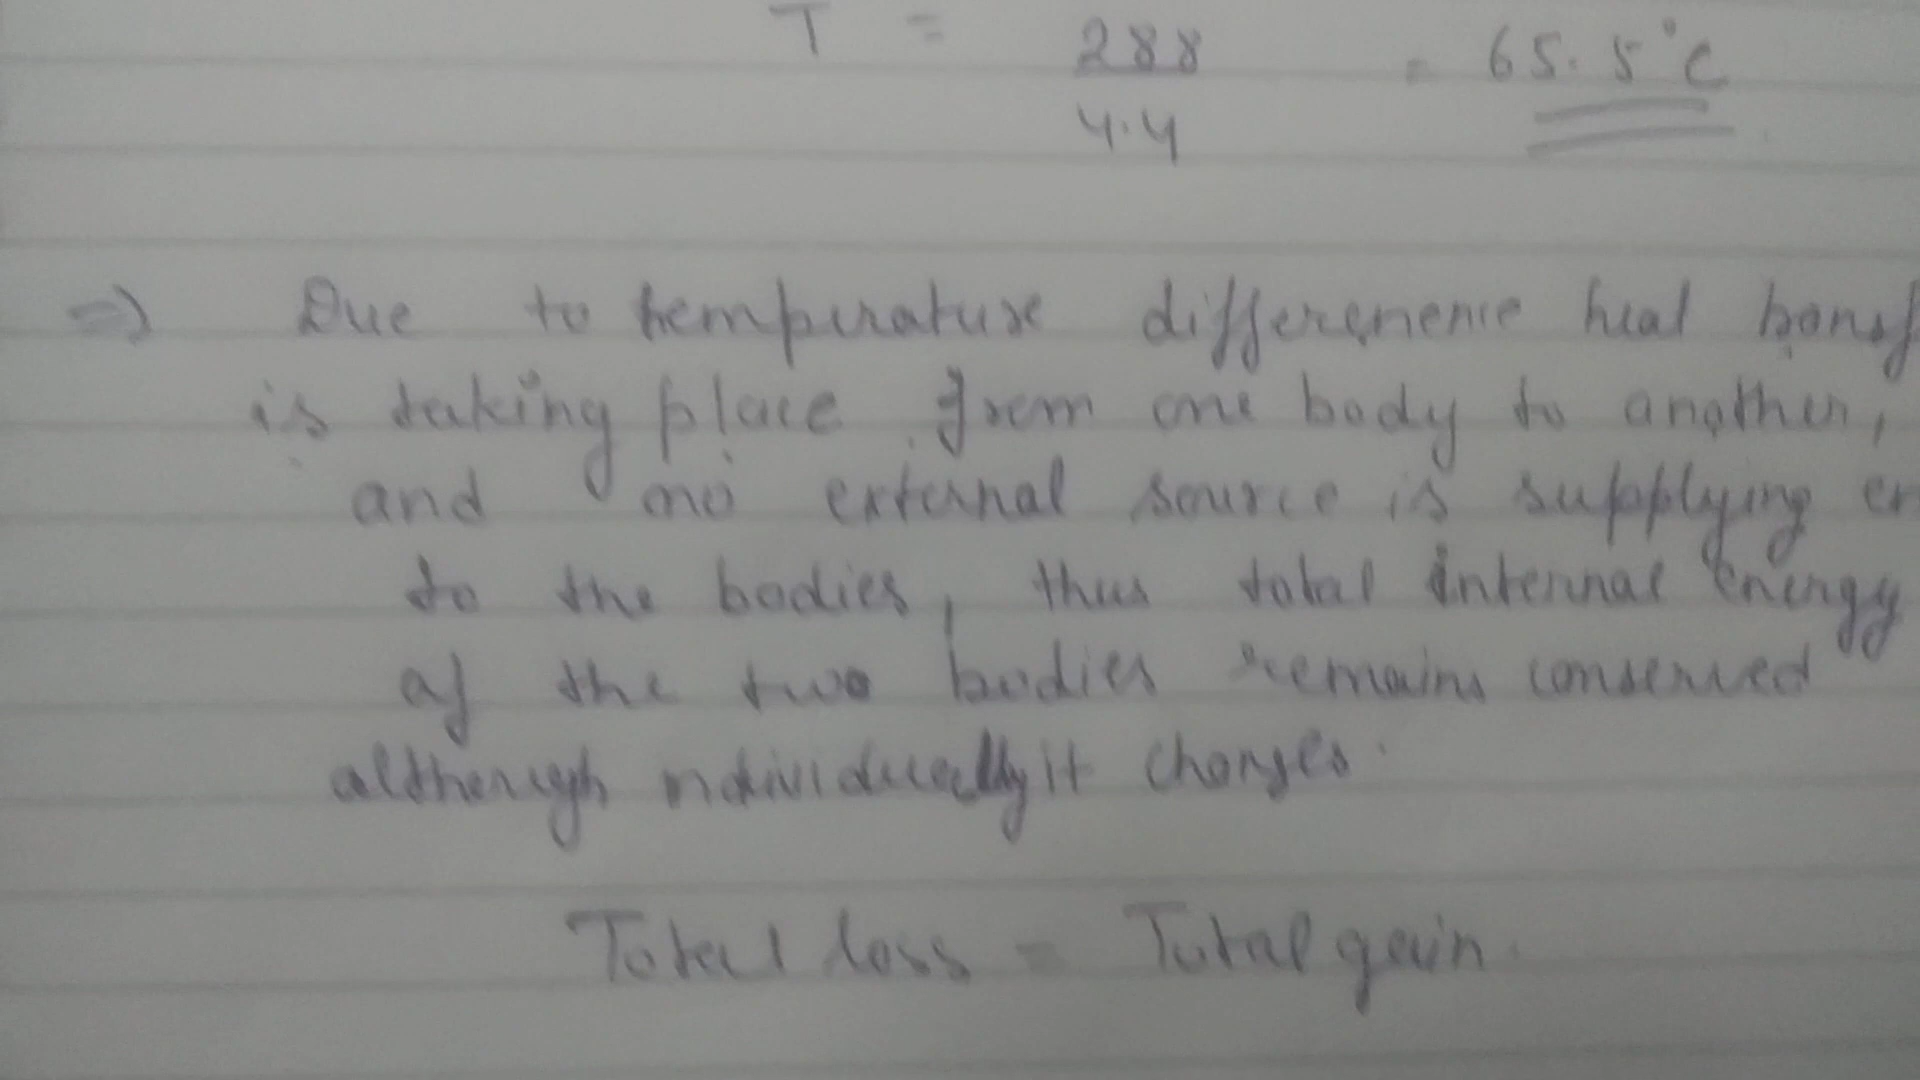 T = 288 / 4.4 = 65.5°C
⇒ Due to temperature differenence heat transf
is taking place from one body to another,
and no external source is supplying en
to the bodies, thus total internal energy
of the two bodies remains conserved
although individually it changes.
Total loss = Total gain.